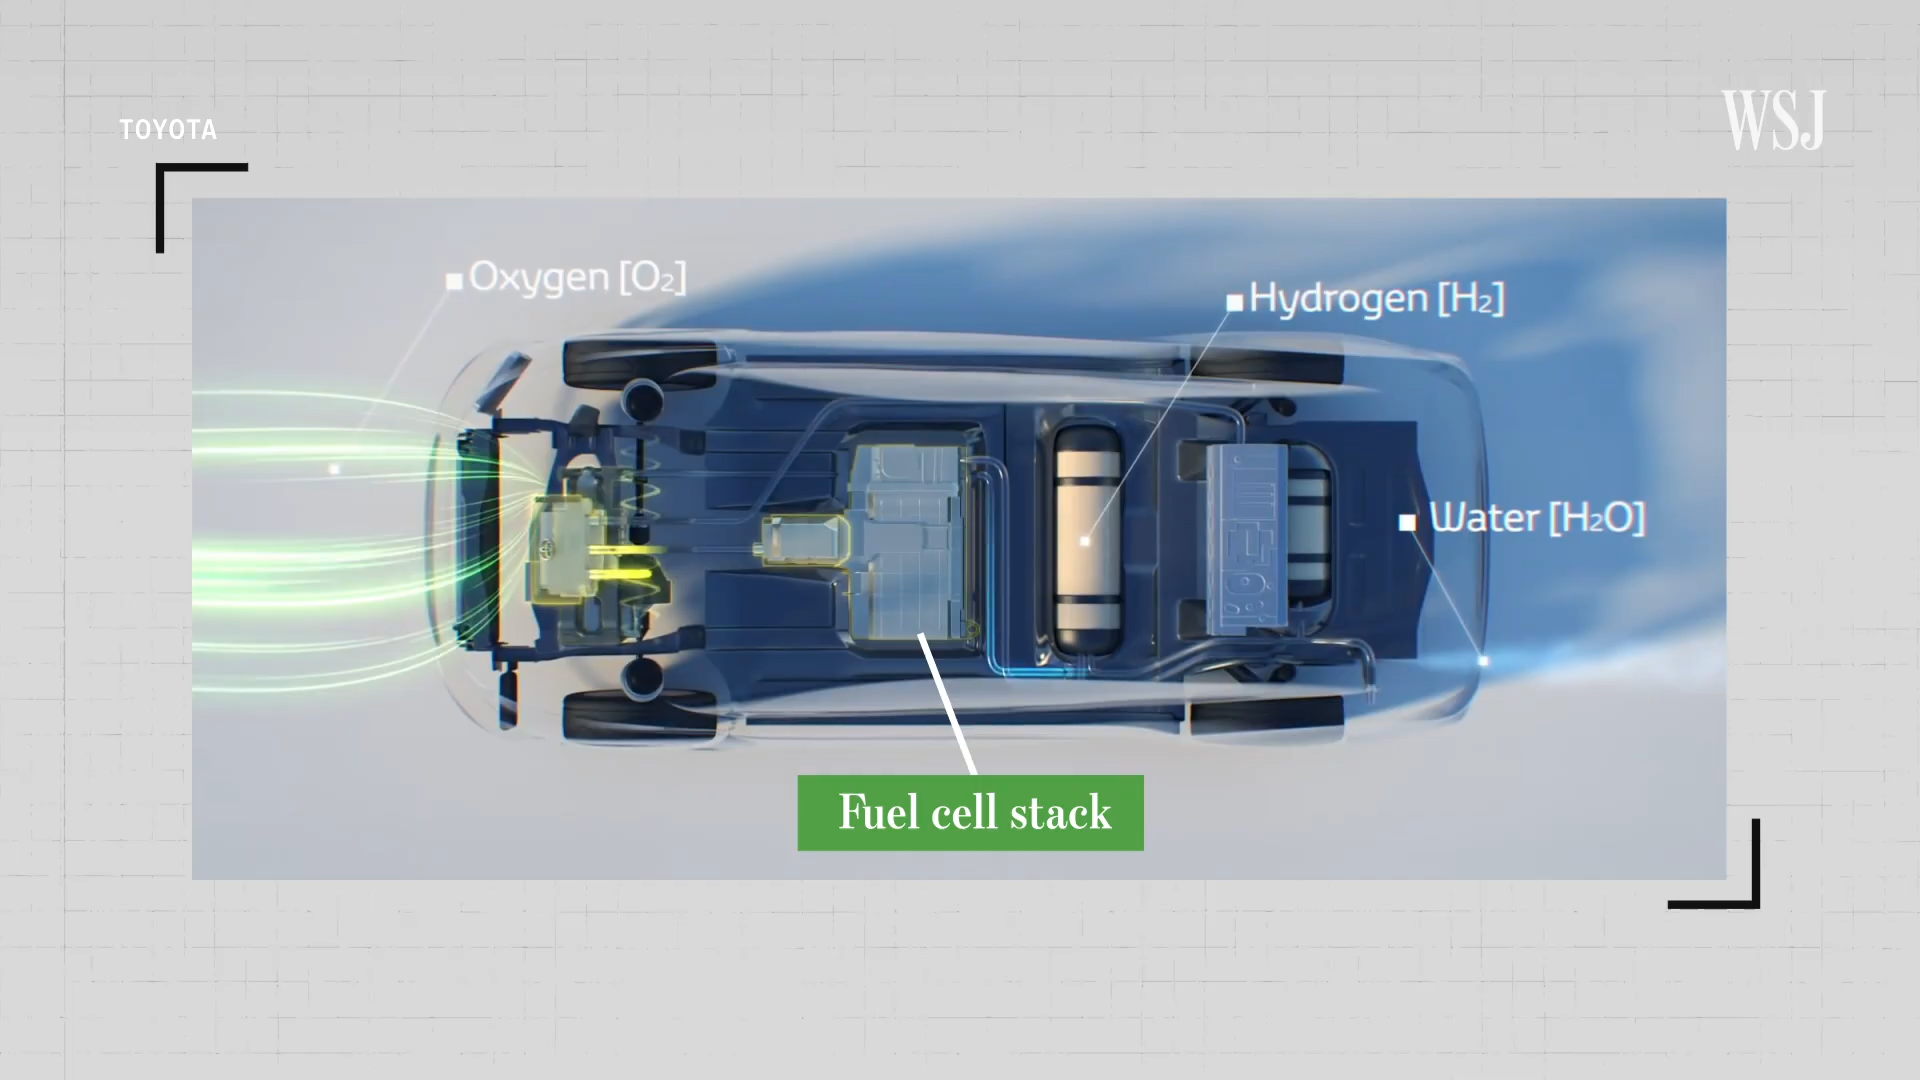 TOYOTA
WSJ
Oxygen [O₂]
Hydrogen [H₂]
Water [H₂O]
Fuel cell stack